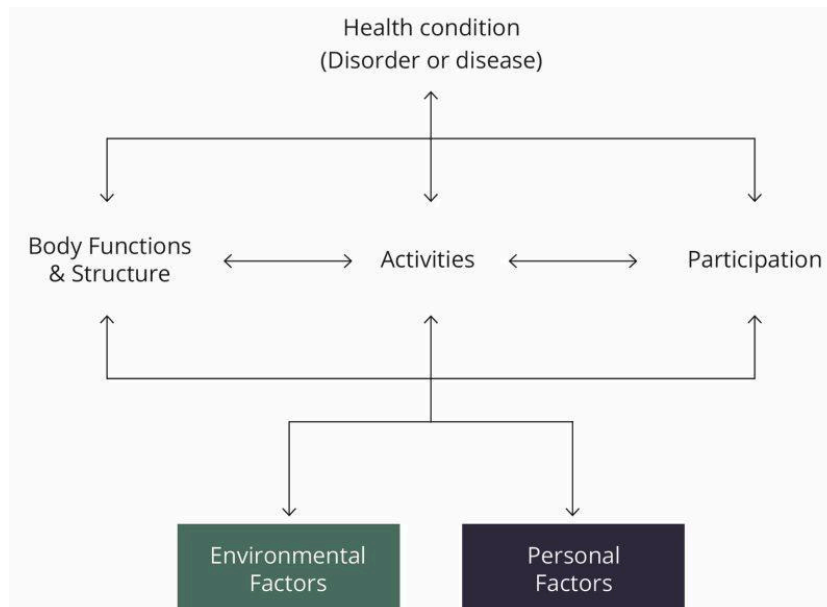 Health condition
(Disorder or disease)
Body Functions
& Structure
Activities
Participation
Environmental
Factors
Personal
Factors